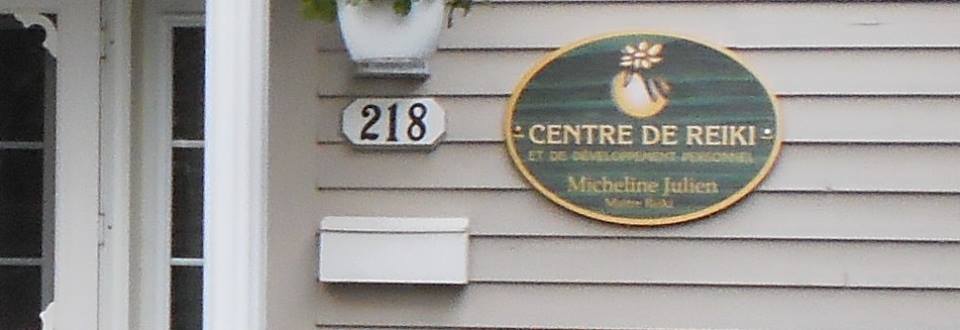 218
CENTRE DE REIKI
ET DE DÉVELOPPEMENT PERSONNEL
Micheline Julien
Maître Reiki